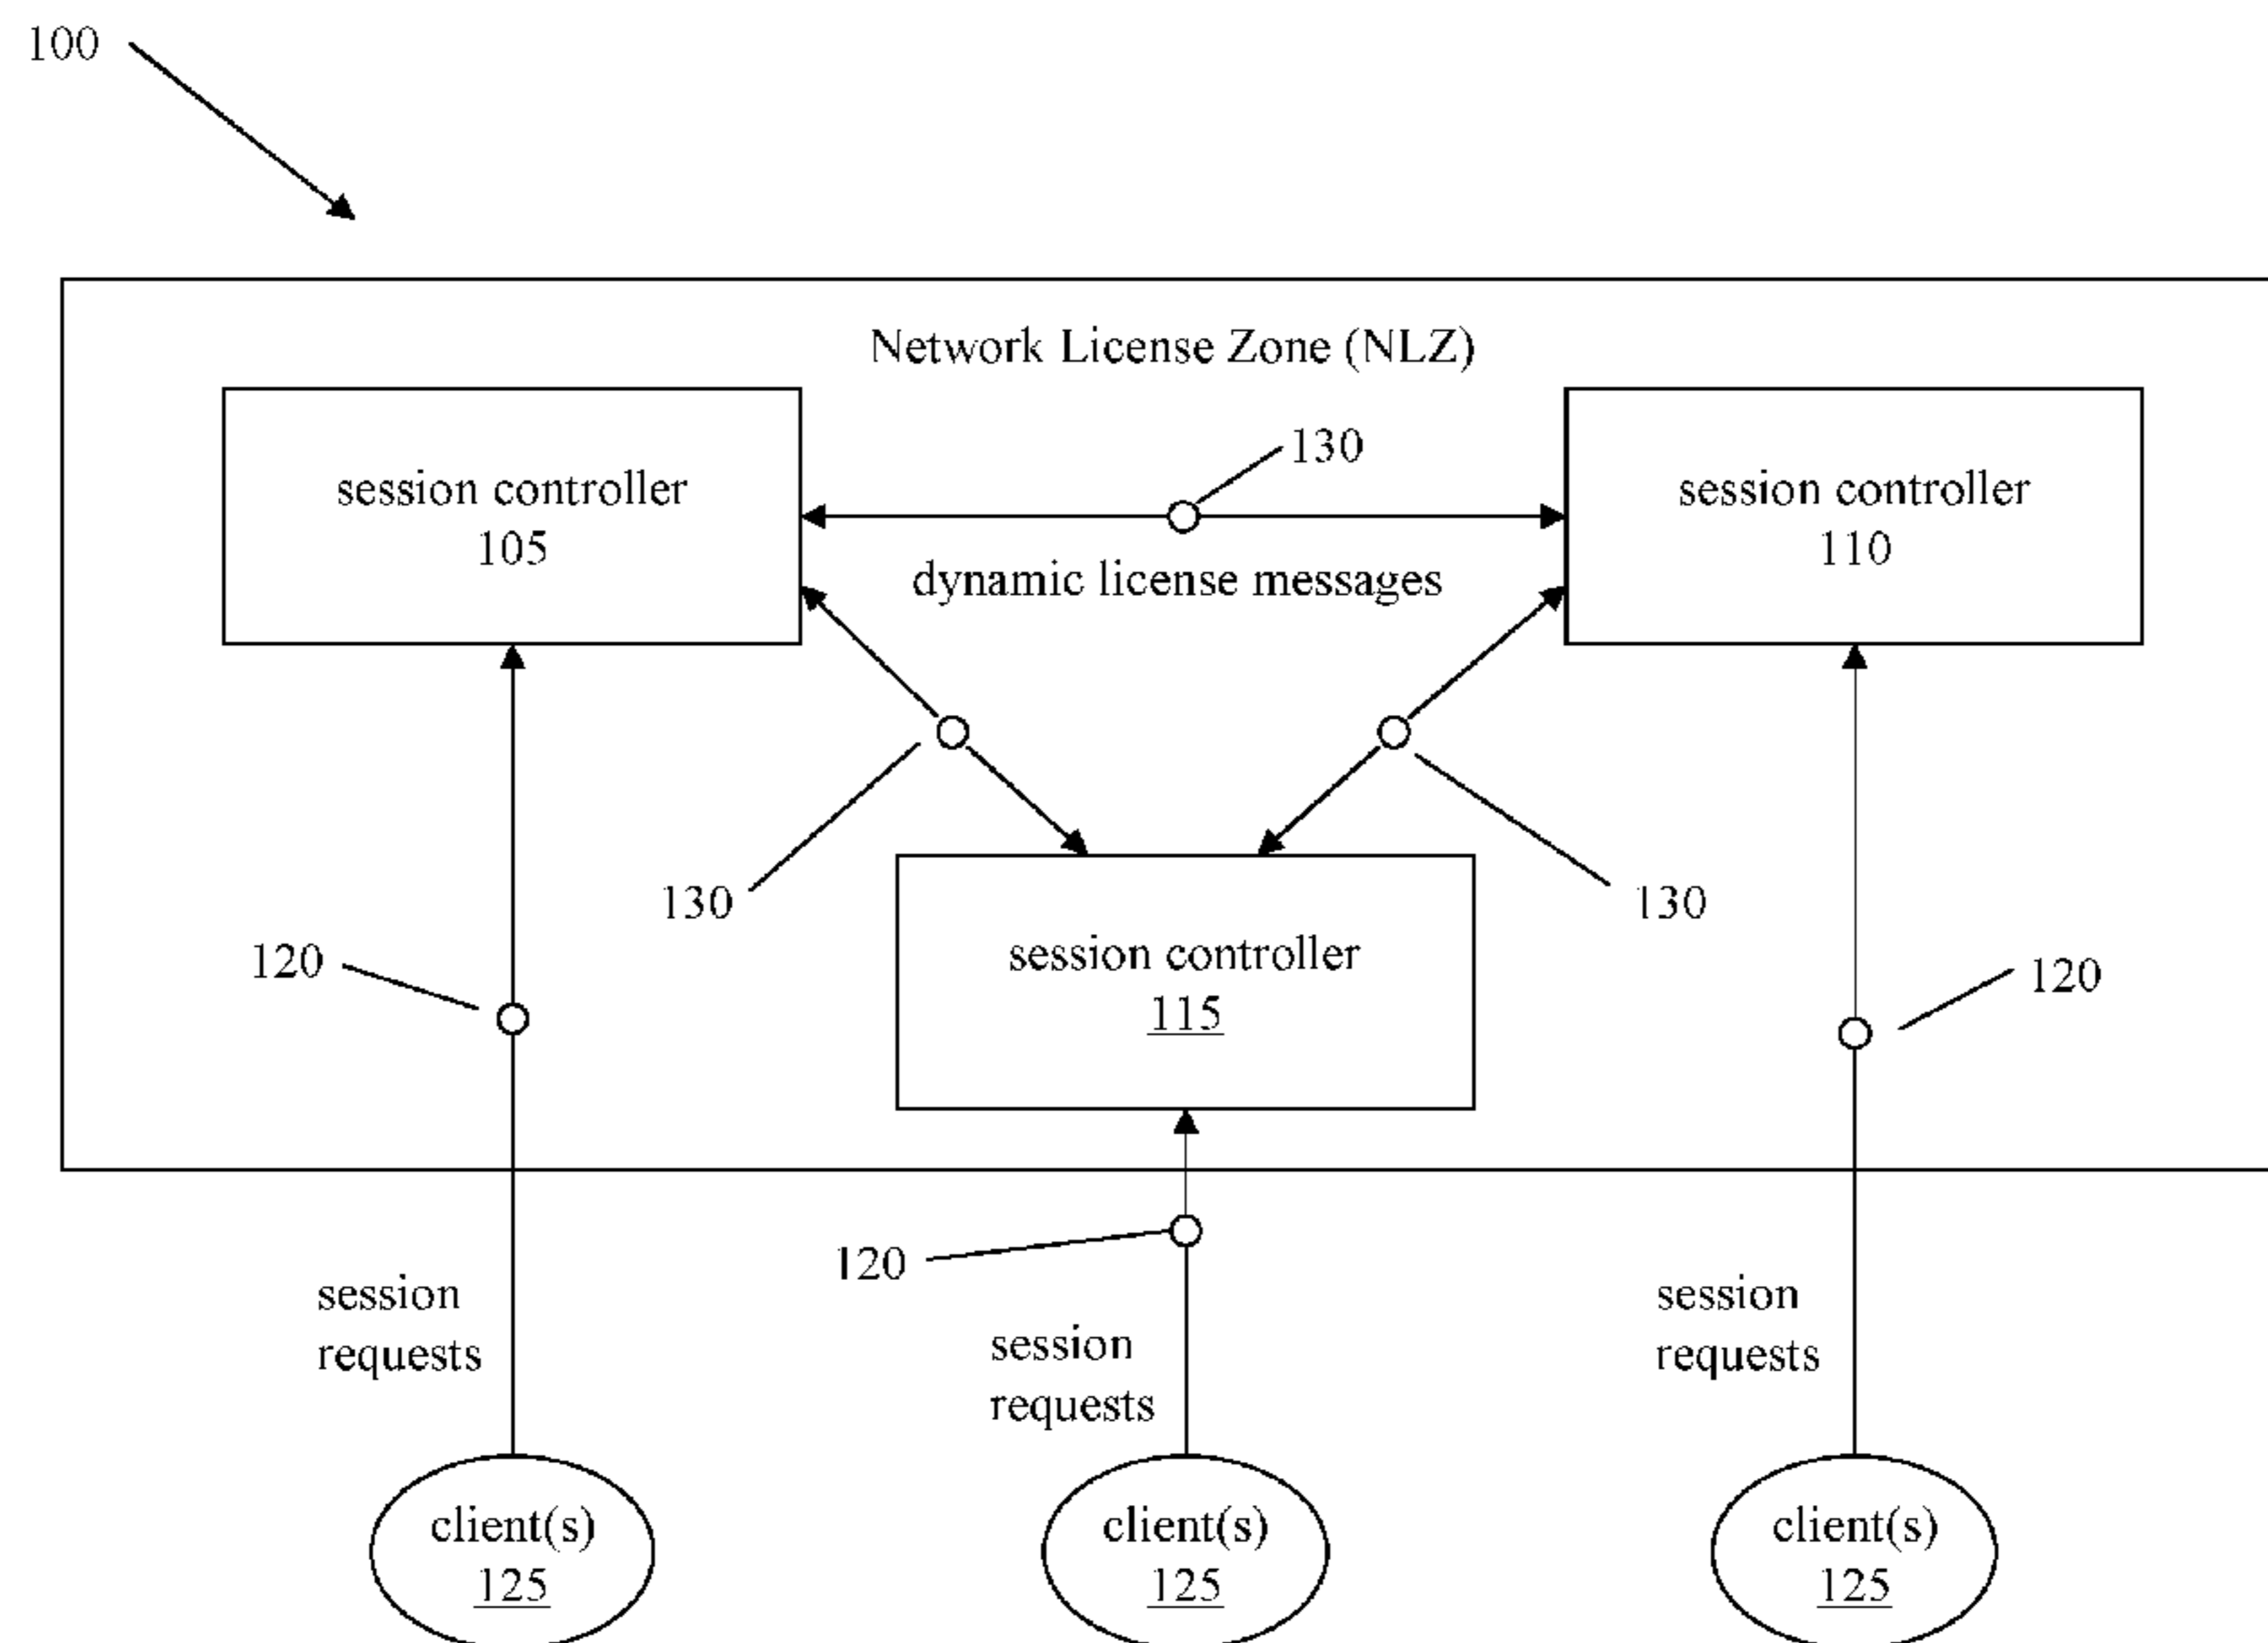 100
Network License Zone (NLZ)
session controller
105
130
session controller
110
dynamic license messages
130
130
session controller
115
120
120
120
session
requests
session
requests
session
requests
client(s)
125
client(s)
125
client(s)
125